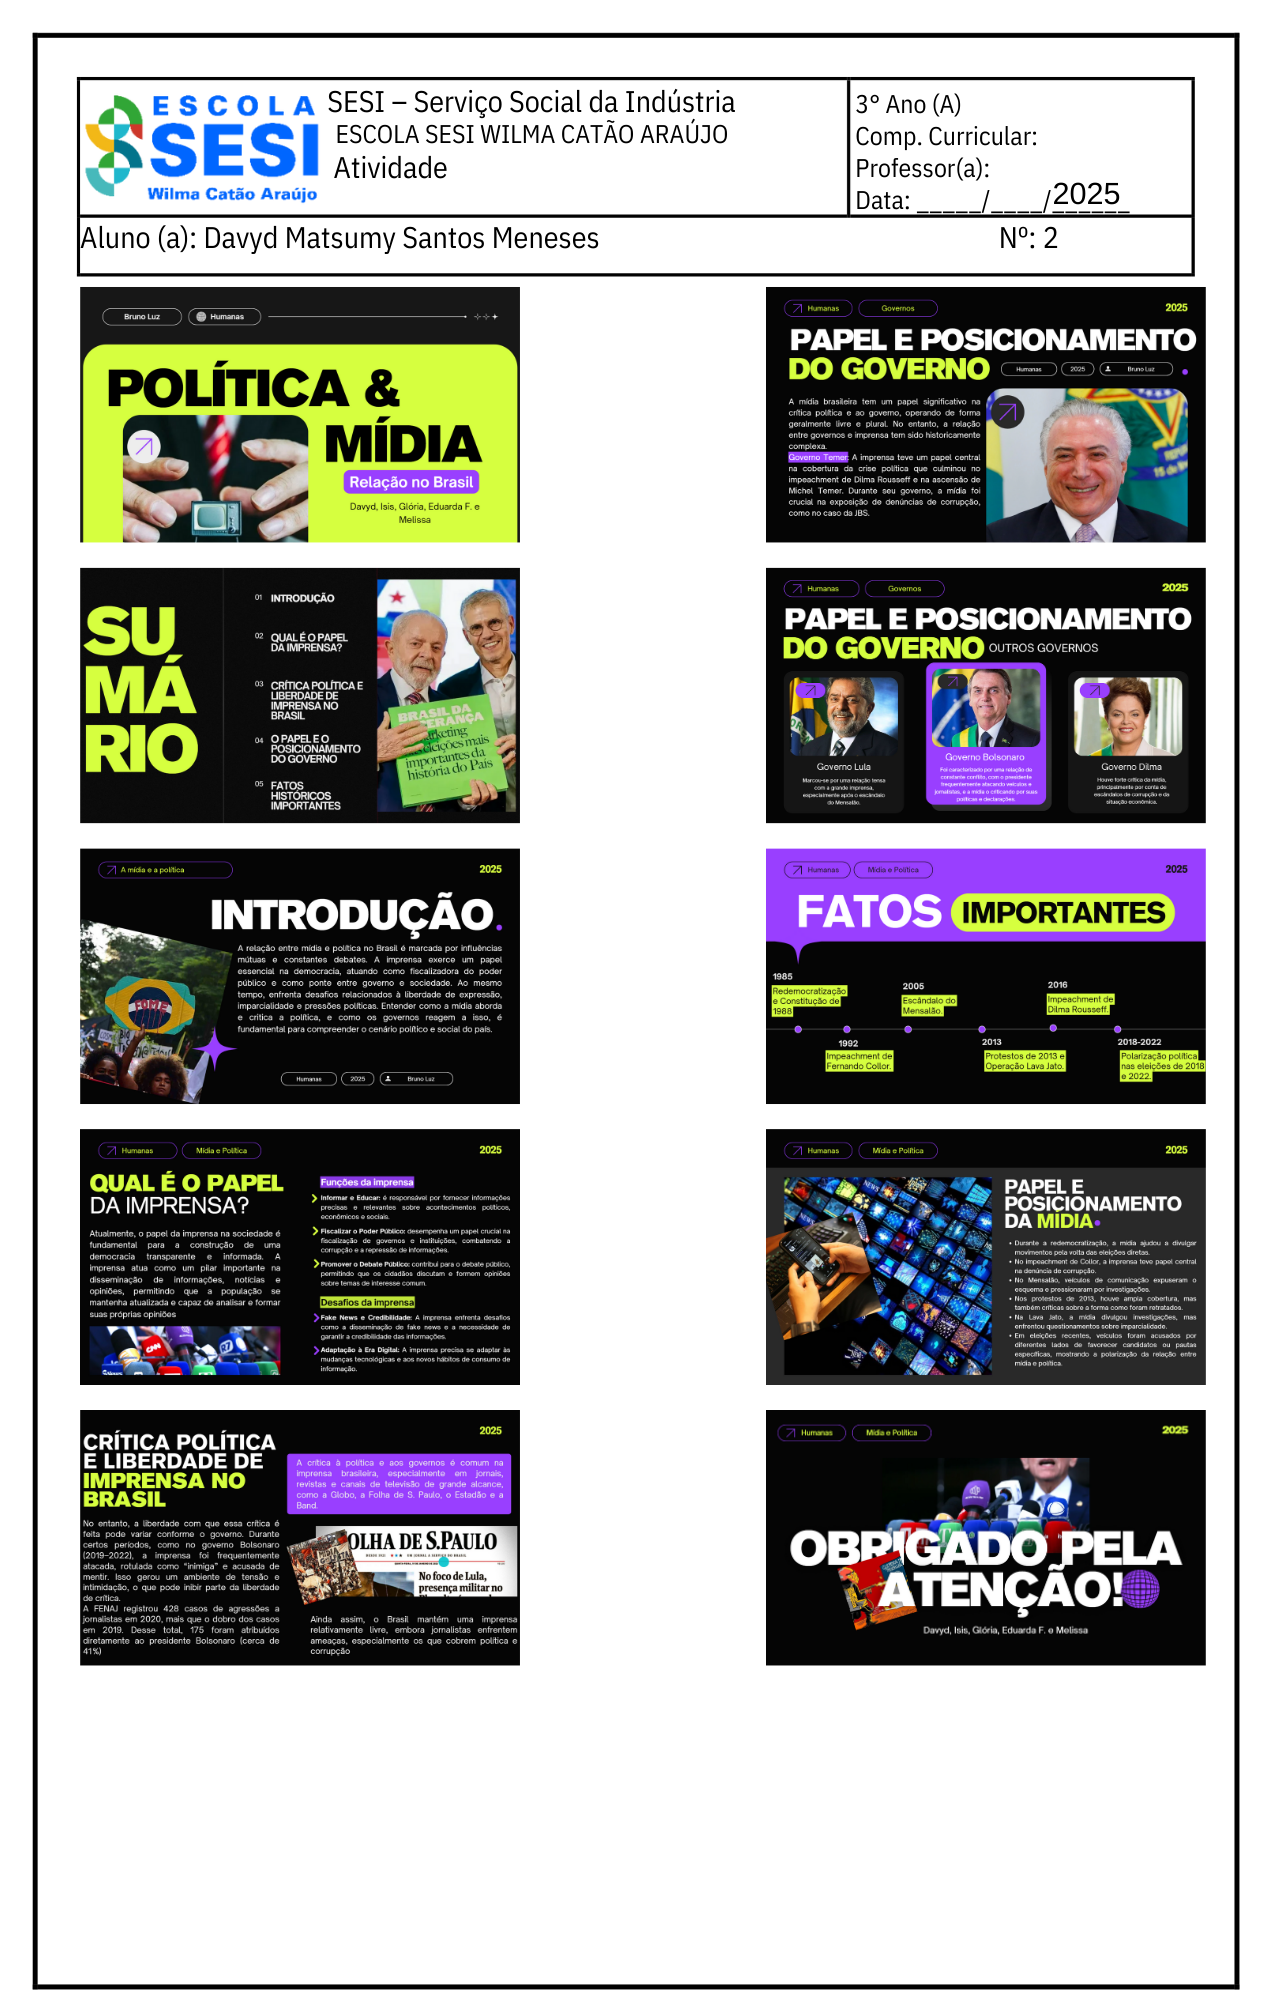 ESCOLA
SESI
Wilma Catão Araújo
SESI – Serviço Social da Indústria
ESCOLA SESI WILMA CATÃO ARAÚJO
Atividade
3° Ano (A)
Comp. Curricular:
Professor(a):
Data: _____/____/2025
Aluno (a): Davyd Matsumy Santos Meneses Nº: 2
Bruno Luz
Humanas
POLÍTICA &
MÍDIA
Relação no Brasil
Davyd, Isis, Glória, Eduarda F. e
Melissa
SU
MÁ
RIO
01 INTRODUÇÃO
02 QUAL É O PAPEL
DA IMPRENSA?
03 CRÍTICA POLÍTICA E
LIBERDADE DE
IMPRENSA NO
BRASIL
04 O PAPEL E O
POSICIONAMENTO
DO GOVERNO
05 FATOS
HISTÓRICOS
IMPORTANTES
BRASIL DA
marketing
eleições mais
importantes da
história do País
A mídia e a política
2025
INTRODUÇÃO.
FOME
A relação entre mídia e política no Brasil é marcada por influências
mútuas e constantes debates. A imprensa exerce um papel
essencial na democracia, atuando como fiscalizadora do poder
público e como ponte entre governo e sociedade. Ao mesmo
tempo, enfrenta desafios relacionados à liberdade de expressão,
imparcialidade e pressões políticas. Entender como a mídia aborda
e critica a política, e como os governos reagem a isso, é
fundamental para compreender o cenário político e social do país.
Humanas
2025
Bruno Luz
Humanas
Mídia e Política
2025
QUAL É O PAPEL
DA IMPRENSA?
Atualmente, o papel da imprensa na sociedade é
fundamental para a construção de uma
democracia transparente e informada. A
imprensa atua como um pilar importante na
disseminação de informações, notícias e
opiniões, permitindo que a população se
mantenha atualizada e capaz de analisar e formar
suas próprias opiniões
CNN
Funções da imprensa
Informar e Educar: é responsável por fornecer informações
precisas e relevantes sobre acontecimentos políticos,
econômicos e sociais.
Fiscalizar o Poder Público: desempenha um papel crucial na
fiscalização de governos e instituições, combatendo a
corrupção e a repressão de informações.
Promover o Debate Público: contribui para o debate público,
permitindo que os cidadãos discutam e formem opiniões
sobre temas de interesse comum.
Desafios da imprensa
Fake News e Credibilidade: A imprensa enfrenta desafios
como a disseminação de fake news e a necessidade de
garantir a credibilidade das informações.
Adaptação à Era Digital: A imprensa precisa se adaptar às
mudanças tecnológicas e aos novos hábitos de consumo de
informação.
2025
CRÍTICA POLÍTICA
E LIBERDADE DE
IMPRENSA NO
BRASIL
No entanto, a liberdade com que essa crítica é
feita pode variar conforme o governo. Durante
certos períodos, como no governo Bolsonaro
(2019–2022), a imprensa foi frequentemente
atacada, rotulada como “inimiga” e acusada de
mentir. Isso gerou um ambiente de tensão e
intimidação, o que pode inibir parte da liberdade
de crítica.
A FENAJ registrou 428 casos de agressões a
jornalistas em 2020, mais que o dobro dos casos
em 2019. Desse total, 175 foram atribuídos
diretamente ao presidente Bolsonaro (cerca de
41%)
A crítica à política e aos governos é comum na
imprensa brasileira, especialmente em jornais,
revistas e canais de televisão de grande alcance,
como a Globo, a Folha de S. Paulo, o Estadão e a
Band.
OLHA DE S.PAULO
No foco de Lula,
presença militar no
Ainda assim, o Brasil mantém uma imprensa
relativamente livre, embora jornalistas enfrentem
ameaças, especialmente os que cobrem política e
corrupção
Humanas
Governos
2025
PAPEL E POSICIONAMENTO
DO GOVERNO
Humanas
2025
Bruno Luz
A mídia brasileira tem um papel significativo na
crítica política e ao governo, operando de forma
geralmente livre e plural. No entanto, a relação
entre governos e imprensa tem sido historicamente
complexa.
Governo Temer: A imprensa teve um papel central
na cobertura da crise política que culminou no
impeachment de Dilma Rousseff e na ascensão de
Michel Temer. Durante seu governo, a mídia foi
crucial na exposição de denúncias de corrupção,
como no caso da JBS.
Humanas
Governos
2025
PAPEL E POSICIONAMENTO
DO GOVERNO OUTROS GOVERNOS
Governo Lula
Marcou-se por uma relação tensa
com a grande imprensa,
especialmente após o escândalo
do Mensalão.
Governo Bolsonaro
Foi caracterizado por uma relação de
constante conflito, com o presidente
frequentemente atacando veículos e
jornalistas, e a mídia o criticando por suas
políticas e declarações.
Governo Dilma
Houve forte crítica da mídia,
principalmente por conta de
escândalos de corrupção e da
situação econômica.
Humanas
Mídia e Política
2025
FATOS IMPORTANTES
1985
Redemocratização
e Constituição de
1988
1992
Impeachment de
Fernando Collor.
2005
Escândalo do
Mensalão.
2013
Protestos de 2013 e
Operação Lava Jato.
2016
Impeachment de
Dilma Rousseff.
2018-2022
Polarização política
nas eleições de 2018
e 2022.
Humanas
Mídia e Política
2025
PAPEL E
POSICIONAMENTO
DA MÍDIA
• Durante a redemocratização, a mídia ajudou a divulgar
movimentos pela volta das eleições diretas.
• No impeachment de Collor, a imprensa teve papel central
na denúncia de corrupção.
• No Mensalão, veículos de comunicação expuseram o
esquema e pressionaram por investigações.
• Nos protestos de 2013, houve ampla cobertura, mas
também críticas sobre a forma como foram retratados.
• Na Lava Jato, a mídia divulgou investigações, mas
enfrentou questionamentos sobre imparcialidade.
• Em eleições recentes, veículos foram acusados por
diferentes lados de favorecer candidatos ou pautas
específicas, mostrando a polarização da relação entre
mídia e política.
Humanas
Mídia e Política
2025
OBRIGADO PELA
ATENÇÃO!
Davyd, Isis, Glória, Eduarda F. e Melissa